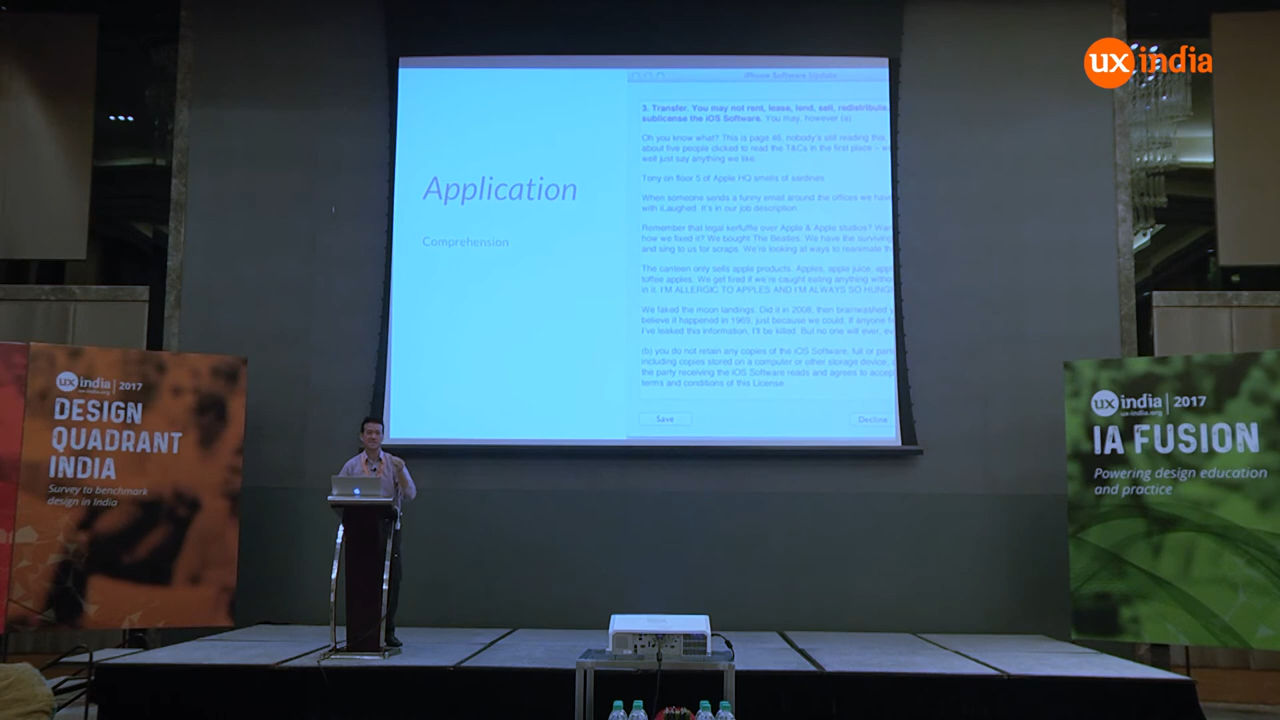 ux india
Application
Comprehension
iPhone Software Update
3. Transfer. You may not rent, lease, lend, sell, redistribute
sublicense the iOS Software. You may, however (a)
Oh you know what? This is page 46, nobody's still reading this
about five people clicked to read the T&Cs in the first place –
well just say anything we like
Tony on floor 5 of Apple HQ smells of sardines
When someone sends a funny email around the offices we hav
with iLaughed. It's in our job description.
Remember that legal kerfuffle over Apple & Apple studios?
how we fixed it? We bought The Beatles. We have the surviving
and sing to us for scraps. We're looking at ways to reanimate th
The canteen only sells apple products. Apples, apple juice,
toffee apples. We get fired if we're caught eating anything withou
in it. I'M ALLERGIC TO APPLES AND I'M ALWAYS SO HUNG
We faked the moon landings: Did it in 2008, then brainwashed y
believe it happened in 1969, just because we could. If anyone
I've leaked this information, I'll be killed. But no one will ever,
(b) you do not retain any copies of the iOS Software, full or parti
including copies stored on a computer or other storage device;
the party receiving the iOS Software reads and agrees to accept
terms and conditions of this License
Save
Decline
ux india | 2017
ux-india.org
DESIGN
QUADRANT
INDIA
Survey to benchmark
design in India
ux india | 2017
ux-india.org
IA FUSION
Powering design education
and practice